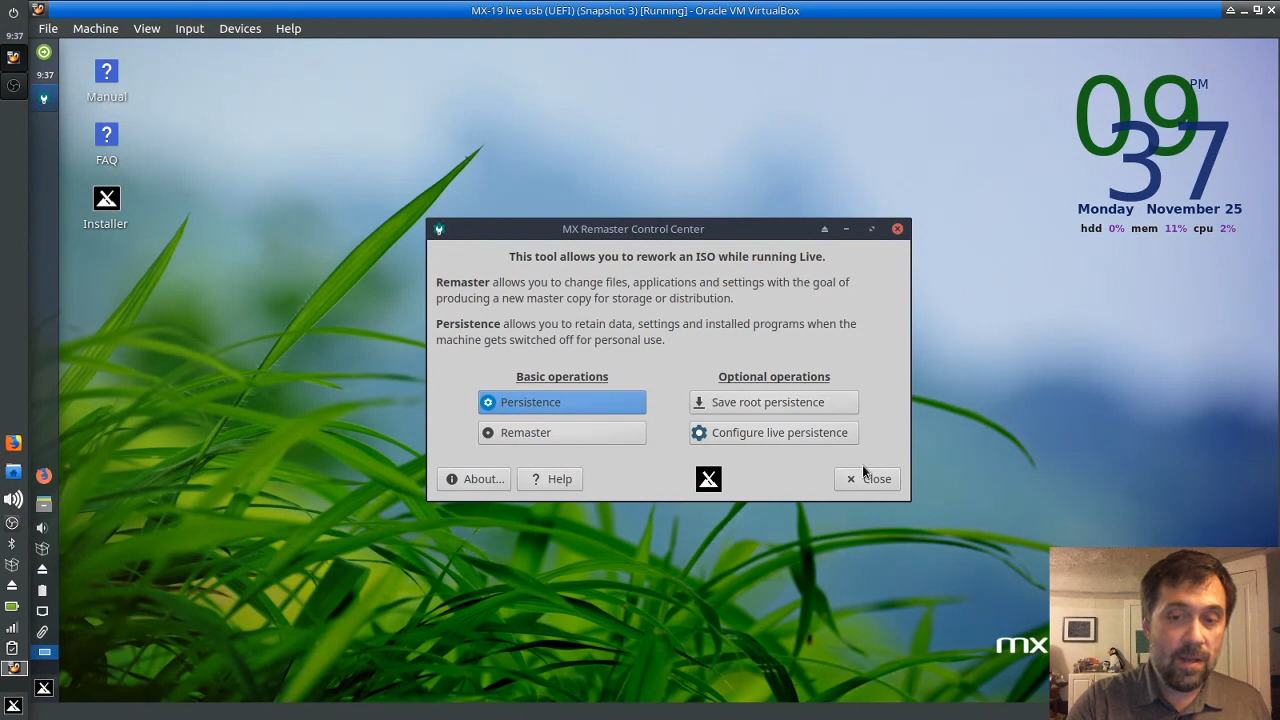 MX-19 live usb (UEFI) (Snapshot 3) [Running] - Oracle VM VirtualBox
9:37
File Machine View Input Devices Help
9:37
Manual
FAQ
Installer
09 PM
37
Monday November 25
hdd 0% mem 11% cpu 2%
MX Remaster Control Center
This tool allows you to rework an ISO while running Live.
Remaster allows you to change files, applications and settings with the goal of
producing a new master copy for storage or distribution.
Persistence allows you to retain data, settings and installed programs when the
machine gets switched off for personal use.
Basic operations
Optional operations
Persistence
Save root persistence
Remaster
Configure live persistence
About...
? Help
Close
mx